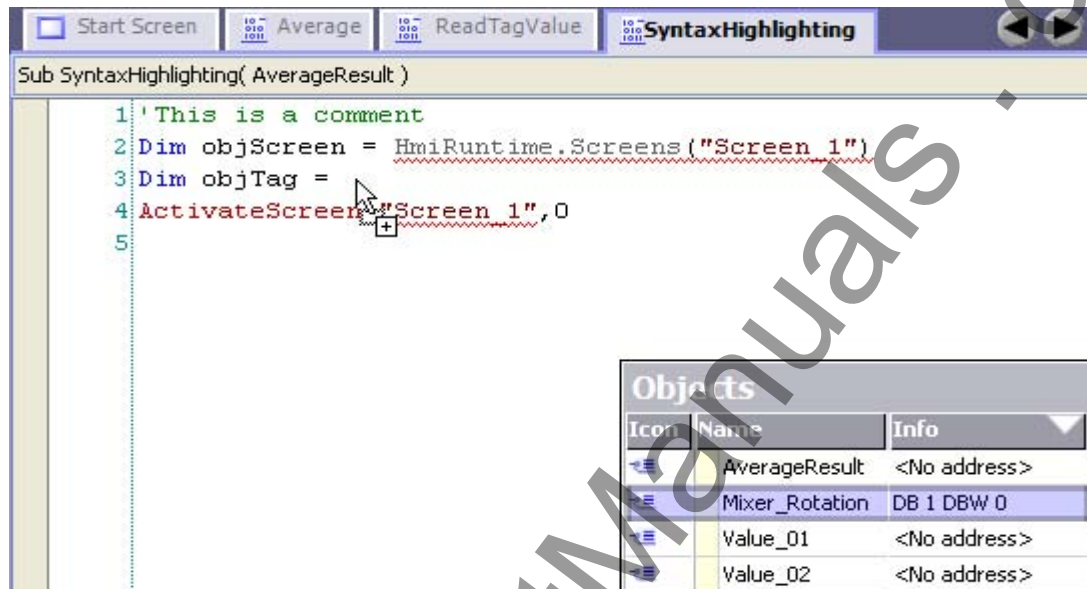 Start Screen Average ReadTagValue SyntaxHighlighting
Sub SyntaxHighlighting( AverageResult )
1 'This is a comment
2 Dim objScreen = HmiRuntime.Screens("Screen_1")
3 Dim objTag =
4 ActivateScreen "Screen_1",0
5
Objects
Icon Name Info
AverageResult <No address>
Mixer_Rotation DB 1 DBW 0
Value_01 <No address>
Value_02 <No address>